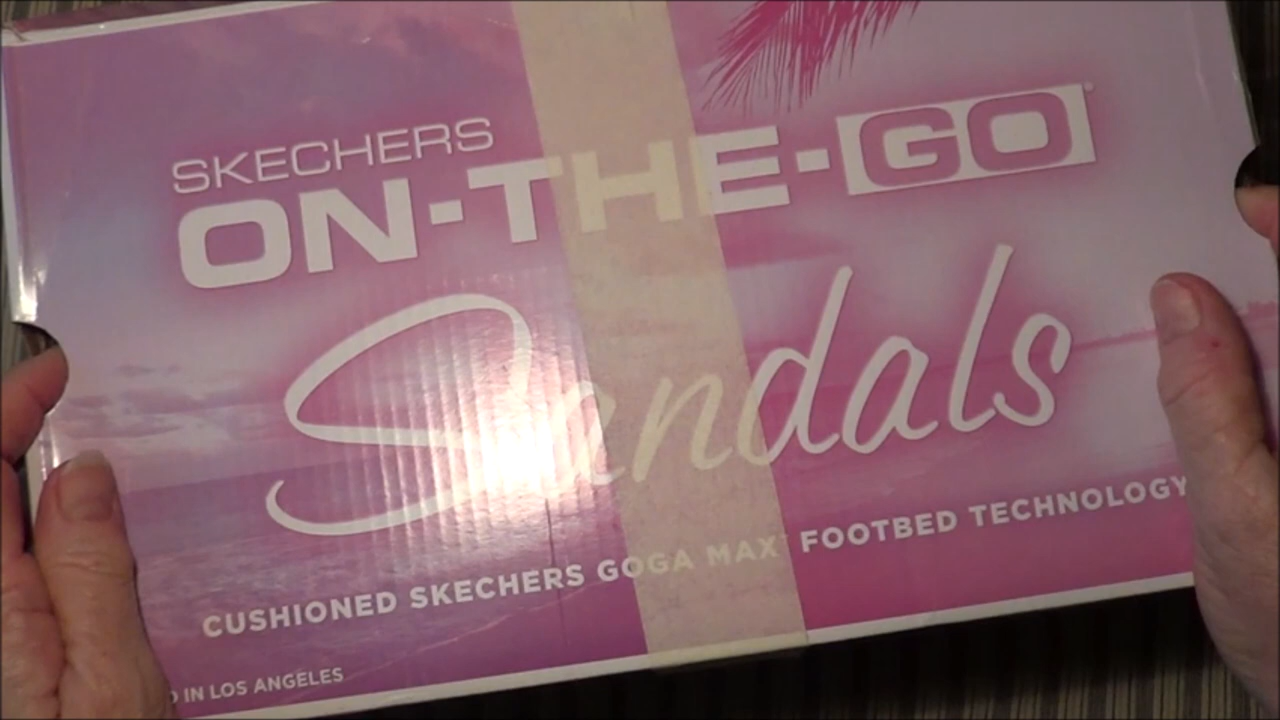 SKECHERS
ON-THE-GO
Sandals
CUSHIONED SKECHERS GOGA MAX FOOTBED TECHNOLOGY
IN LOS ANGELES